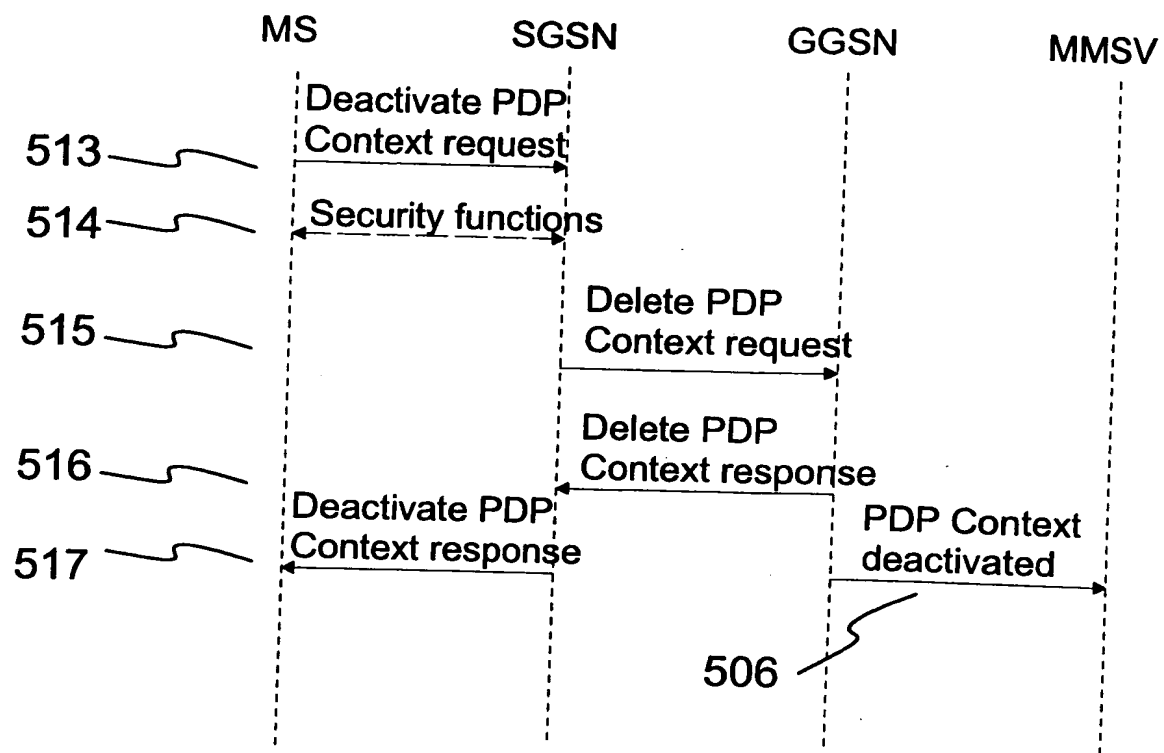 MS SGSN GGSN MMSV
Deactivate PDP
Context request
513
Security functions
514
Delete PDP
Context request
515
Delete PDP
Context response
516
Deactivate PDP
Context response
517
PDP Context
deactivated
506